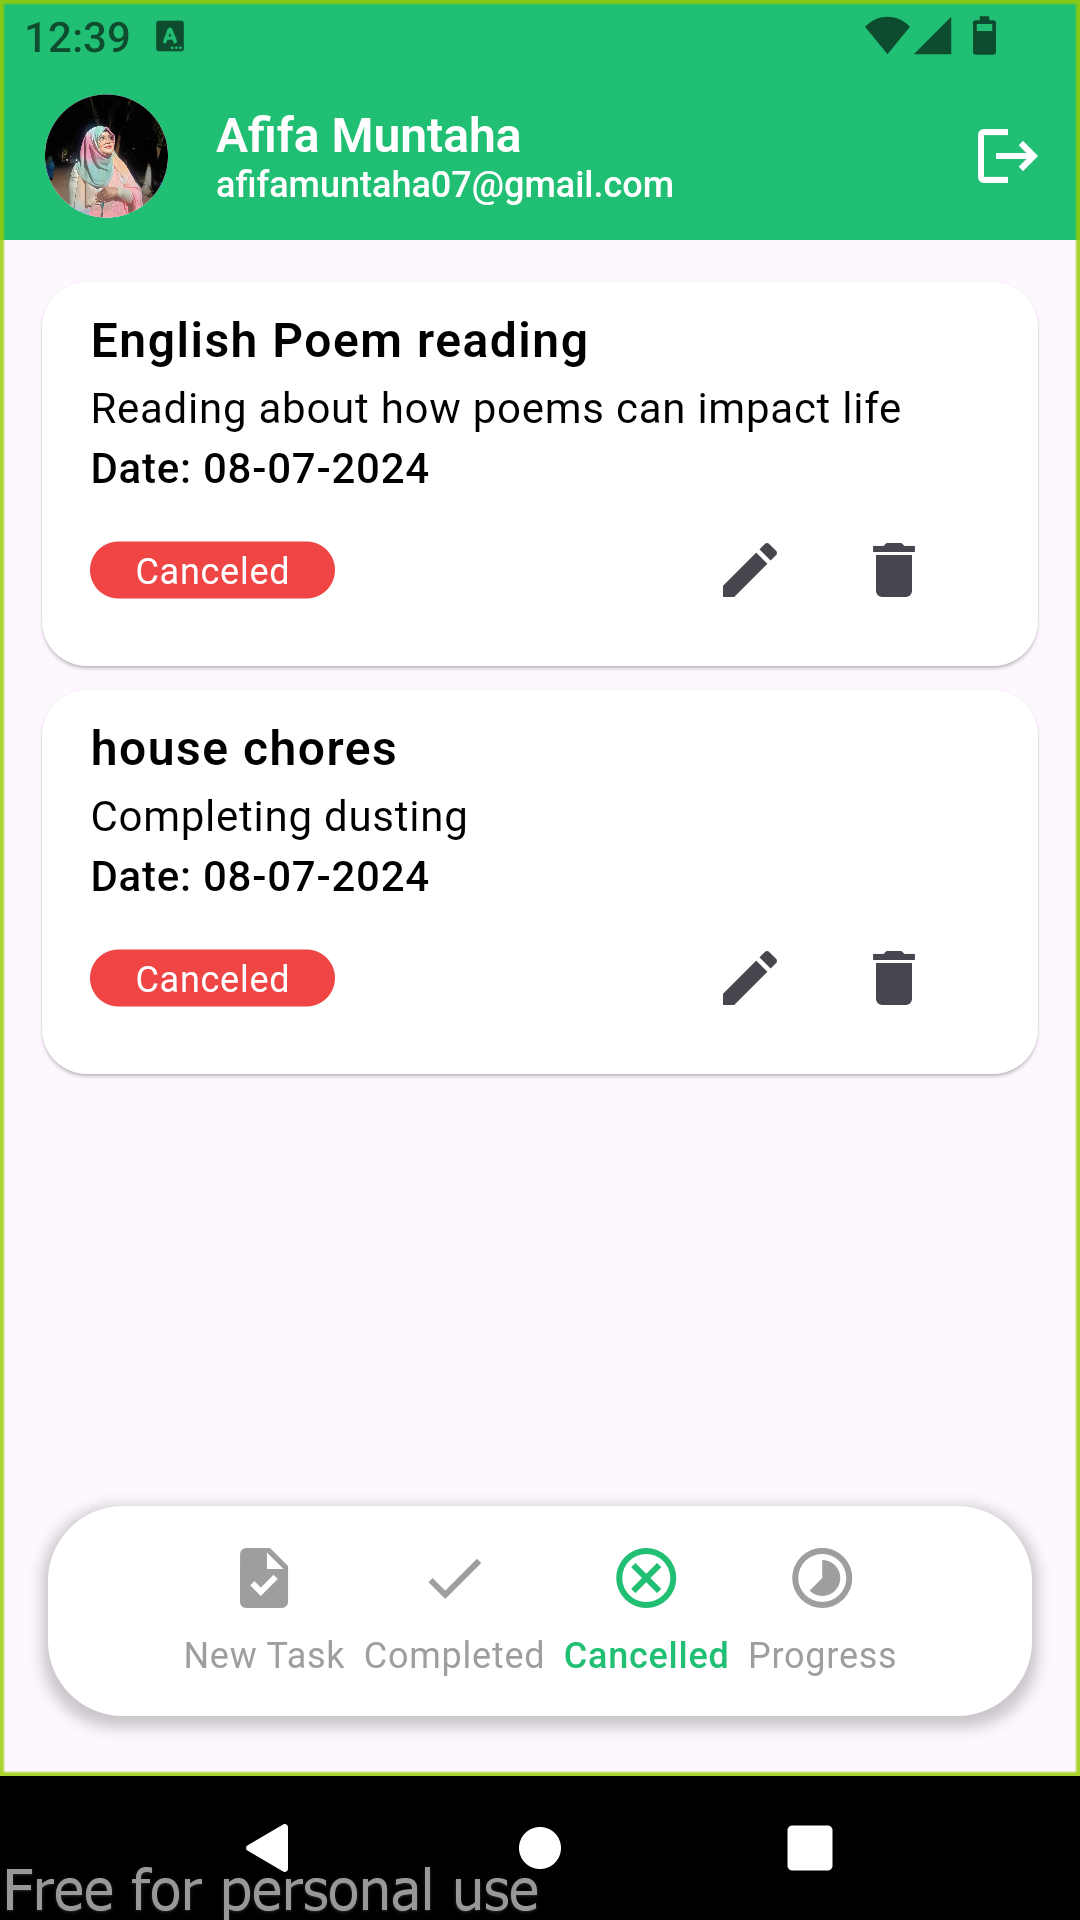 12:39
A
Afifa Muntaha
afifamuntaha07@gmail.com
English Poem reading
Reading about how poems can impact life
Date: 08-07-2024
Canceled
house chores
Completing dusting
Date: 08-07-2024
Canceled
New Task Completed Cancelled Progress
Free for personal use